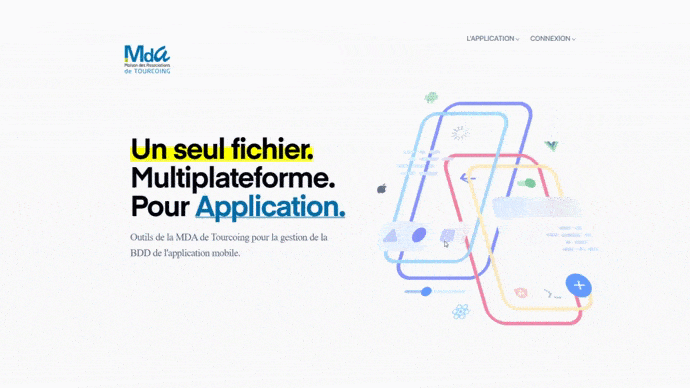 L'APPLICATION
CONNEXION
Mda
Maison des Associations
de TOURCOING
Un seul fichier.
Multiplateforme.
Pour Application.
Outils de la MDA de Tourcoing pour la gestion de la
BDD de l'application mobile.